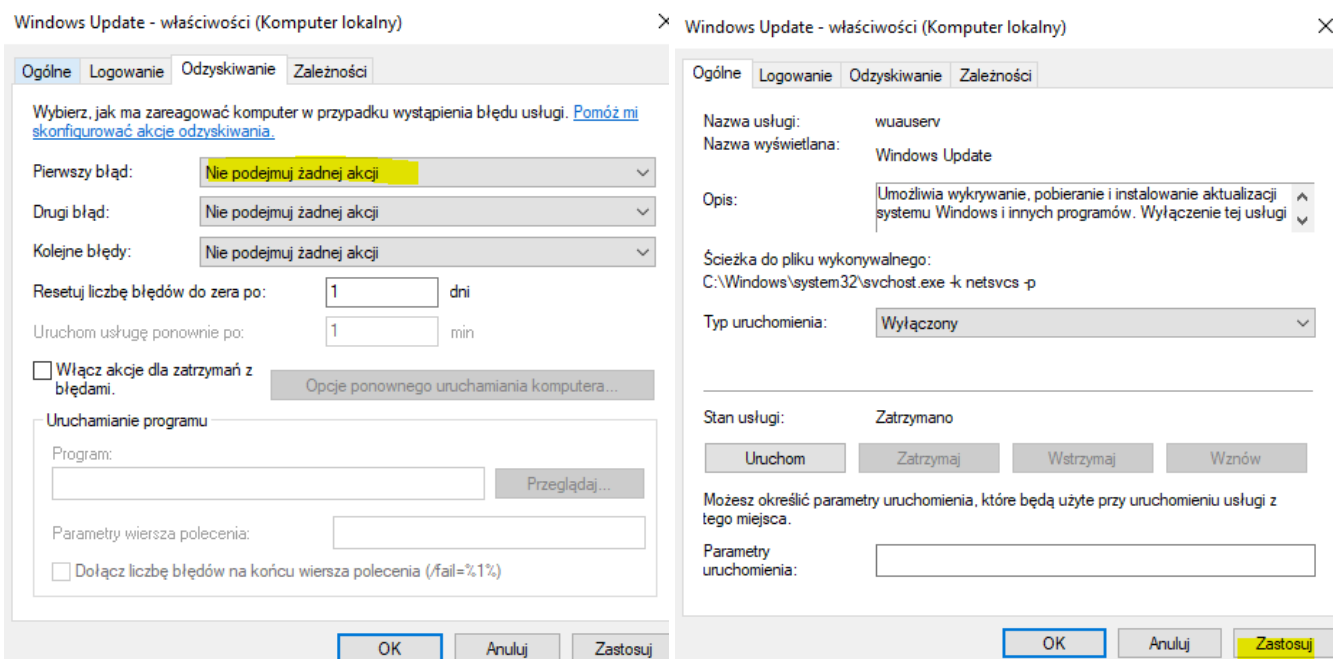 Windows Update - właściwości (Komputer lokalny)
Ogólne Logowanie Odzyskiwanie Zależności
Wybierz, jak ma zareagować komputer w przypadku wystąpienia błędu usługi. Pomóż mi
skonfigurować akcje odzyskiwania.
Pierwszy błąd: Nie podejmuj żadnej akcji
Drugi błąd: Nie podejmuj żadnej akcji
Kolejne błędy: Nie podejmuj żadnej akcji
Resetuj liczbę błędów do zera po: 1 dni
Uruchom usługę ponownie po: 1 min
Włącz akcje dla zatrzymań z
błędami.
Opcje ponownego uruchamiania komputera...
Uruchamianie programu
Program:
Przeglądaj...
Parametry wiersza polecenia:
Dołącz liczbę błędów na końcu wiersza polecenia (/fail=%1%)
OK Anuluj Zastosuj
Windows Update - właściwości (Komputer lokalny)
Ogólne Logowanie Odzyskiwanie Zależności
Nazwa usługi: wuauserv
Nazwa wyświetlana: Windows Update
Opis: Umożliwia wykrywanie, pobieranie i instalowanie aktualizacji
systemu Windows i innych programów. Wyłączenie tej usługi
Ścieżka do pliku wykonywalnego:
C:\Windows\system32\svchost.exe -k netsvcs -p
Typ uruchomienia: Wyłączony
Stan usługi: Zatrzymano
Uruchom Zatrzymaj Wstrzymaj Wznów
Możesz określić parametry uruchomienia, które będą użyte przy uruchomieniu usługi z
tego miejsca.
Parametry
uruchomienia:
OK Anuluj Zastosuj